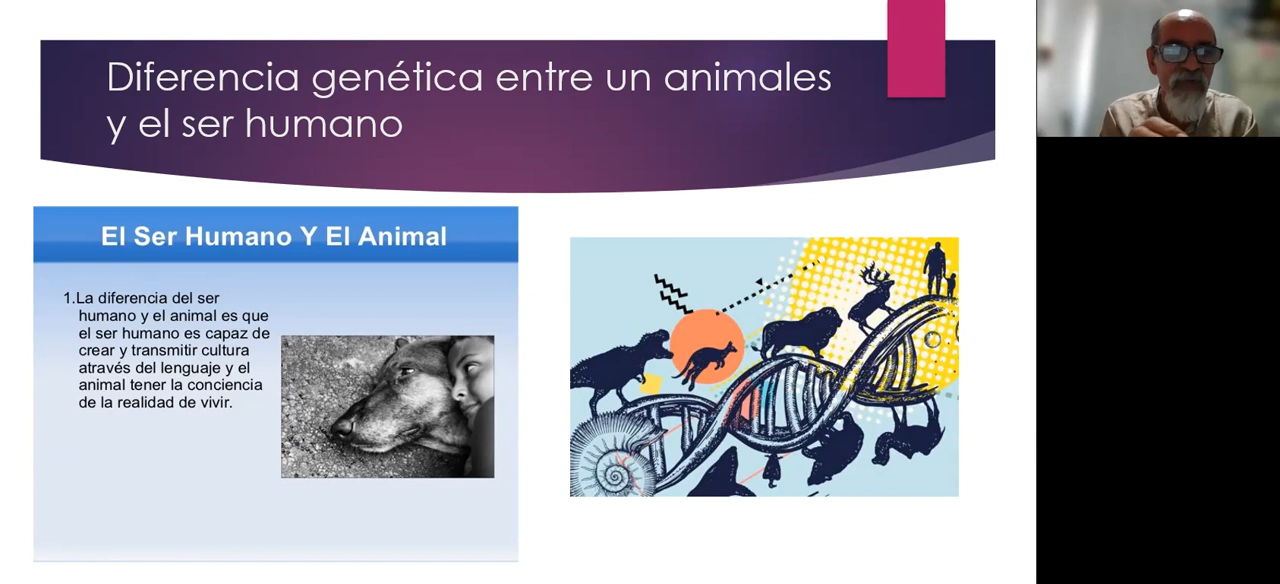 Diferencia genética entre un animales
y el ser humano
El Ser Humano Y El Animal
1.La diferencia del ser
humano y el animal es que
el ser humano es capaz de
crear y transmitir cultura
através del lenguaje y el
animal tener la conciencia
de la realidad de vivir.